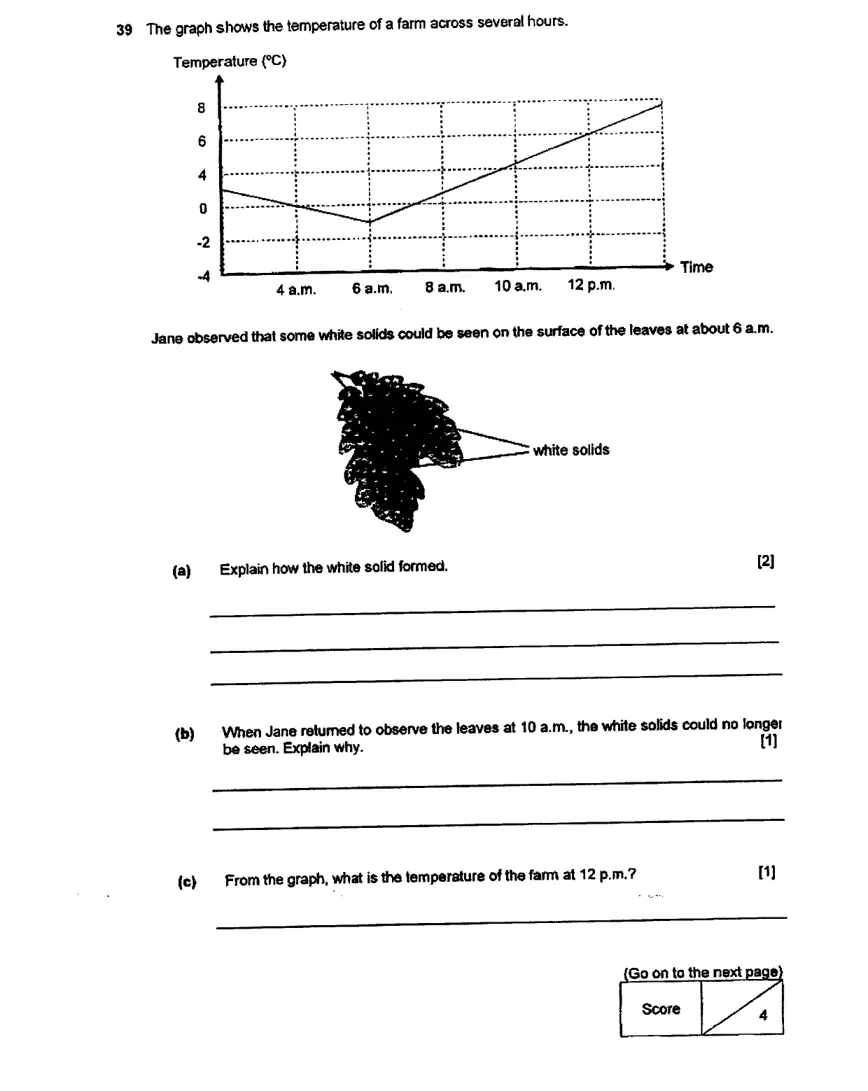 39 The graph shows the temperature of a farm across several hours.
Temperature (°C)
8
6
4
0
-2
-4
Time
4 a.m. 6 a.m. 8 a.m. 10 a.m. 12 p.m.
Jane observed that some white solids could be seen on the surface of the leaves at about 6 a.m.
white solids
(a) Explain how the white solid formed. [2]
(b) When Jane returned to observe the leaves at 10 a.m., the white solids could no longer
be seen. Explain why. [1]
(c) From the graph, what is the temperature of the farm at 12 p.m.? [1]
(Go on to the next page)
Score 4